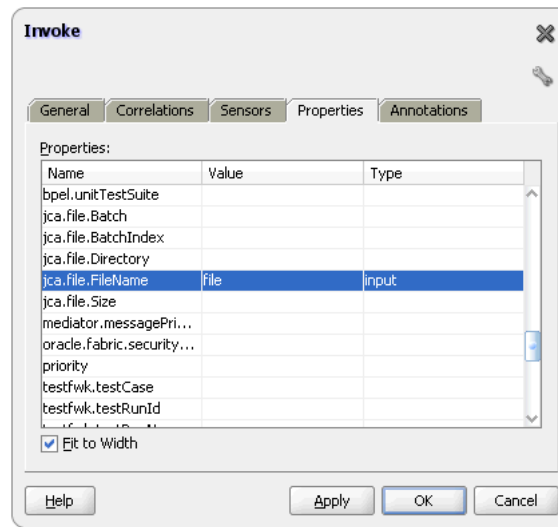 Invoke
General Correlations Sensors Properties Annotations
Properties:
Name Value Type
bpel.unitTestSuite
jca.file.Batch
jca.file.BatchIndex
jca.file.Directory
jca.file.FileName file input
jca.file.Size
mediator.messagePri...
oracle.fabric.security...
priority
testfwk.testCase
testfwk.testRunId
Fit to Width
Help Apply OK Cancel